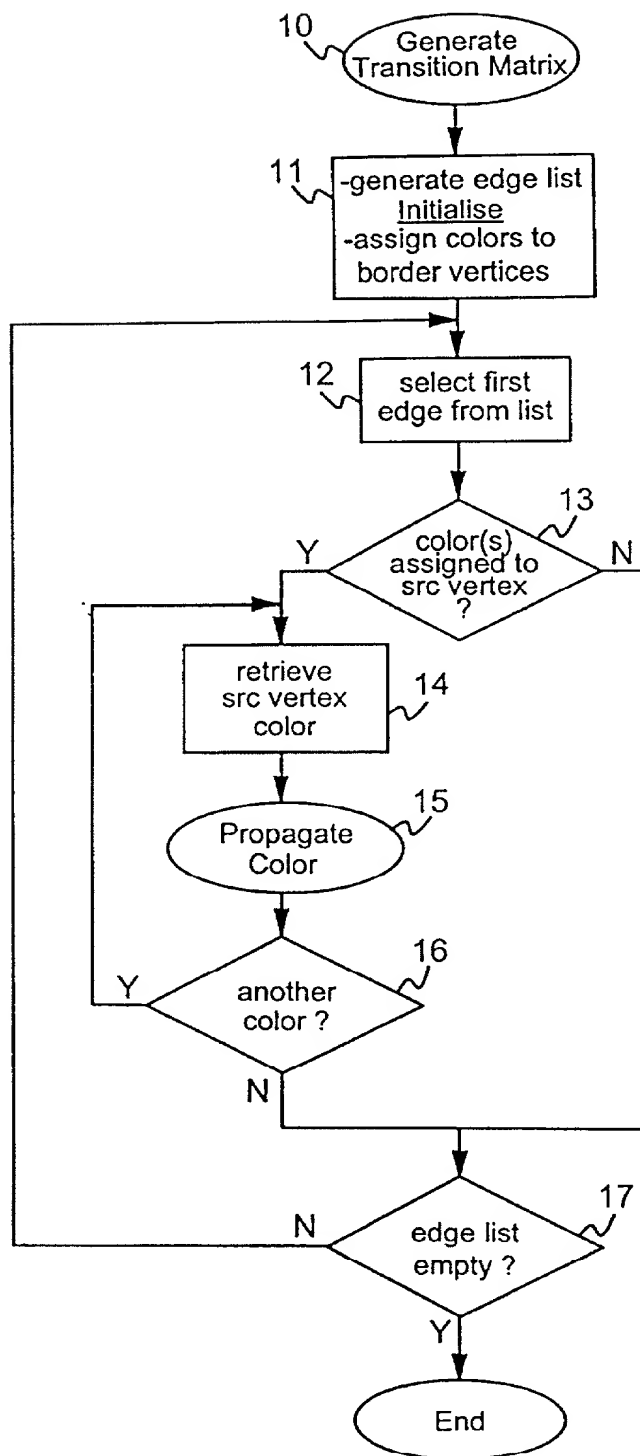 10
Generate
Transition Matrix
11
-generate edge list
Initialise
-assign colors to
border vertices
12
select first
edge from list
13
Y
color(s)
assigned to
src vertex
?
N
retrieve
src vertex
color
14
15
Propagate
Color
16
Y
another
color ?
N
17
N
edge list
empty ?
Y
End